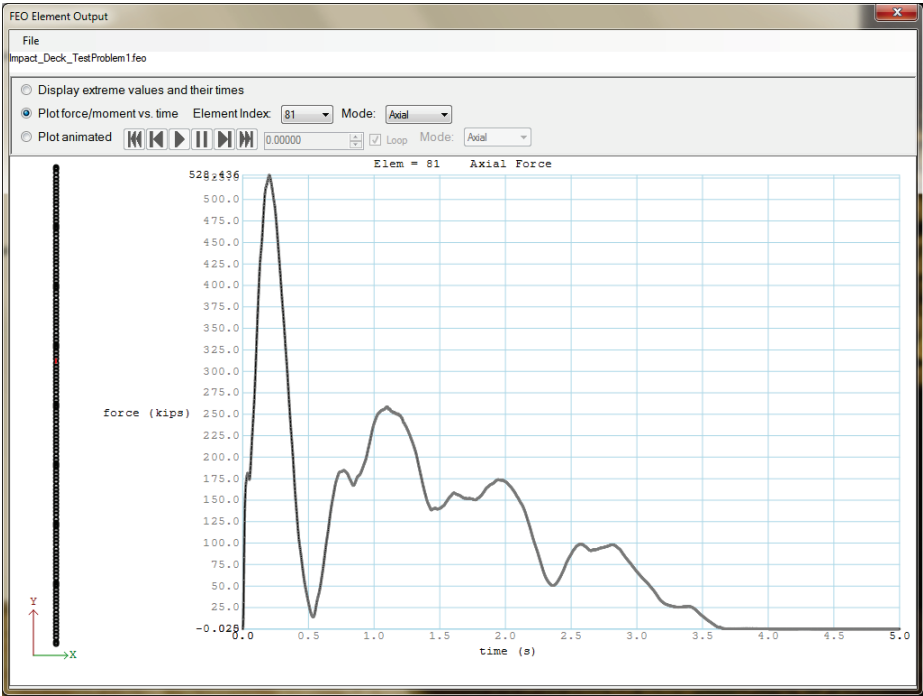 FEO Element Output
File
Impact_Deck_TestProblem1.feo
Display extreme values and their times
Plot force/moment vs. time Element Index: 81 Mode: Axial
Plot animated 0.00000 Loop Mode: Axial
Elem = 81 Axial Force
528.436
500.0
475.0
450.0
425.0
400.0
375.0
350.0
325.0
300.0
275.0
force (kips) 250.0
225.0
200.0
175.0
150.0
125.0
100.0
75.0
50.0
25.0
-0.028
0.0 0.5 1.0 1.5 2.0 2.5 3.0 3.5 4.0 4.5 5.0
time (s)
Y
X